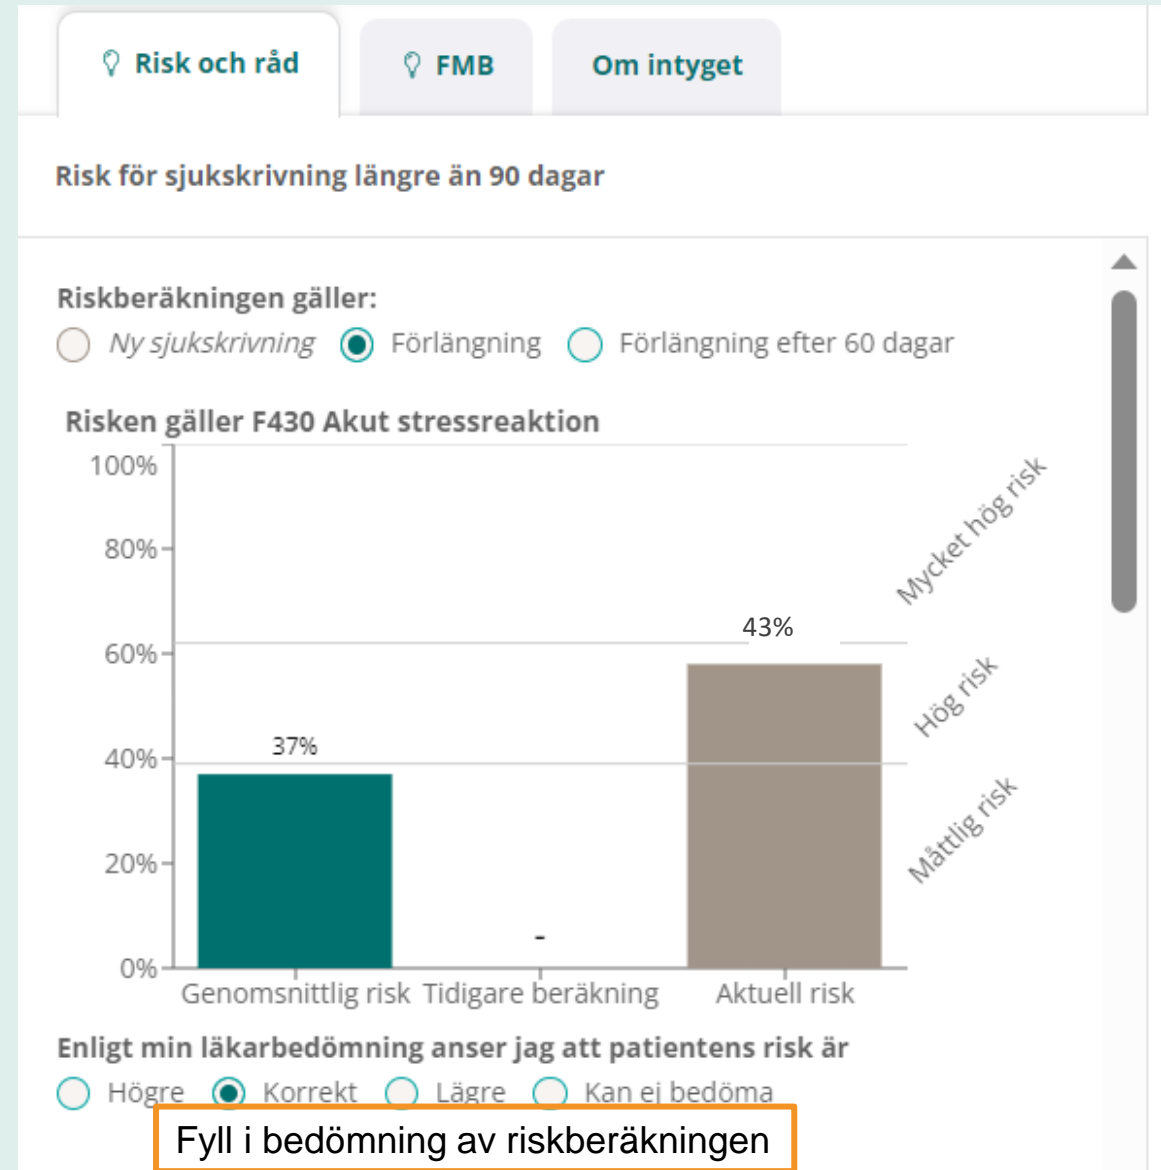 Risk och råd FMB Om intyget
Risk för sjukskrivning längre än 90 dagar
Riskberäkningen gäller:
Ny sjukskrivning Förlängning Förlängning efter 60 dagar
Risken gäller F430 Akut stressreaktion
100%
80%
60%
40%
20%
0%
37%
-
43%
Mycket hög risk
Hög risk
Måttlig risk
Genomsnittlig risk Tidigare beräkning Aktuell risk
Enligt min läkarbedömning anser jag att patientens risk är
Högre Korrekt Lägre Kan ej bedöma
Fyll i bedömning av riskberäkningen